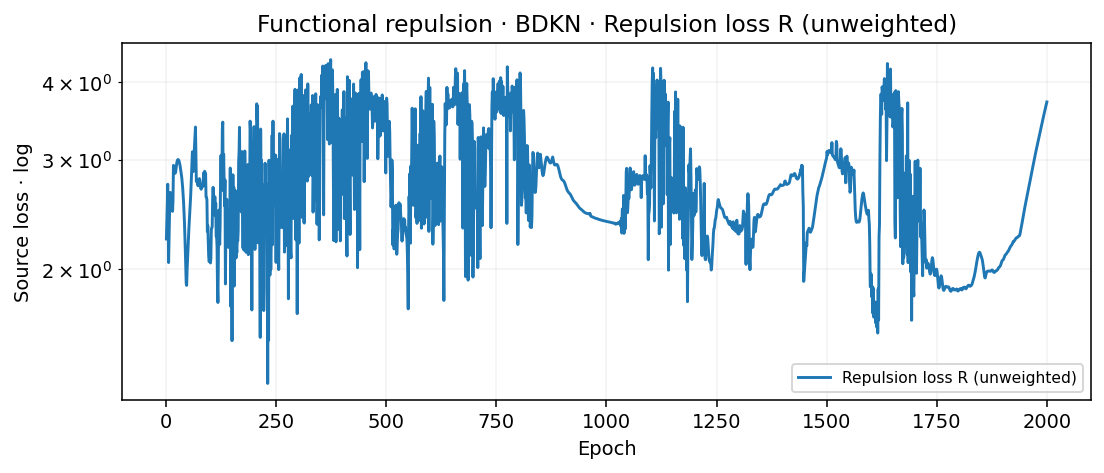 Functional repulsion · BDKN · Repulsion loss R (unweighted)
Source loss · log
4 × 10⁰
3 × 10⁰
2 × 10⁰
Repulsion loss R (unweighted)
0 250 500 750 1000 1250 1500 1750 2000
Epoch